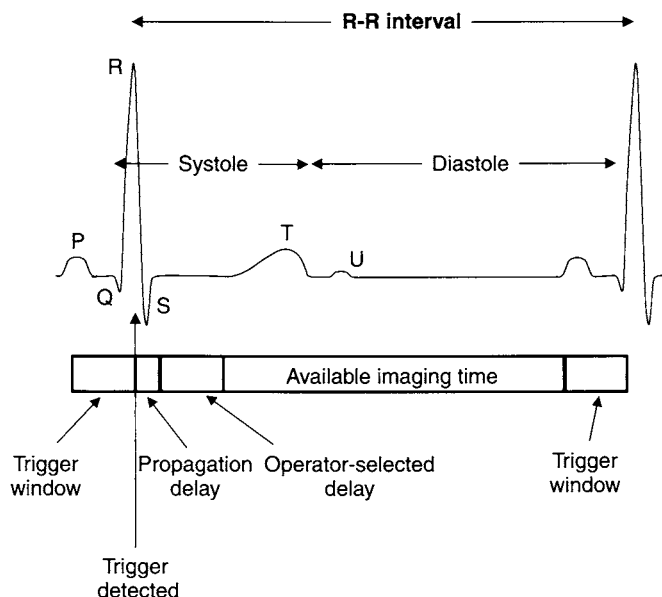 R-R interval
R
Systole
Diastole
P
T
U
Q
S
Available imaging time
Trigger
window
Propagation
delay
Operator-selected
delay
Trigger
window
Trigger
detected